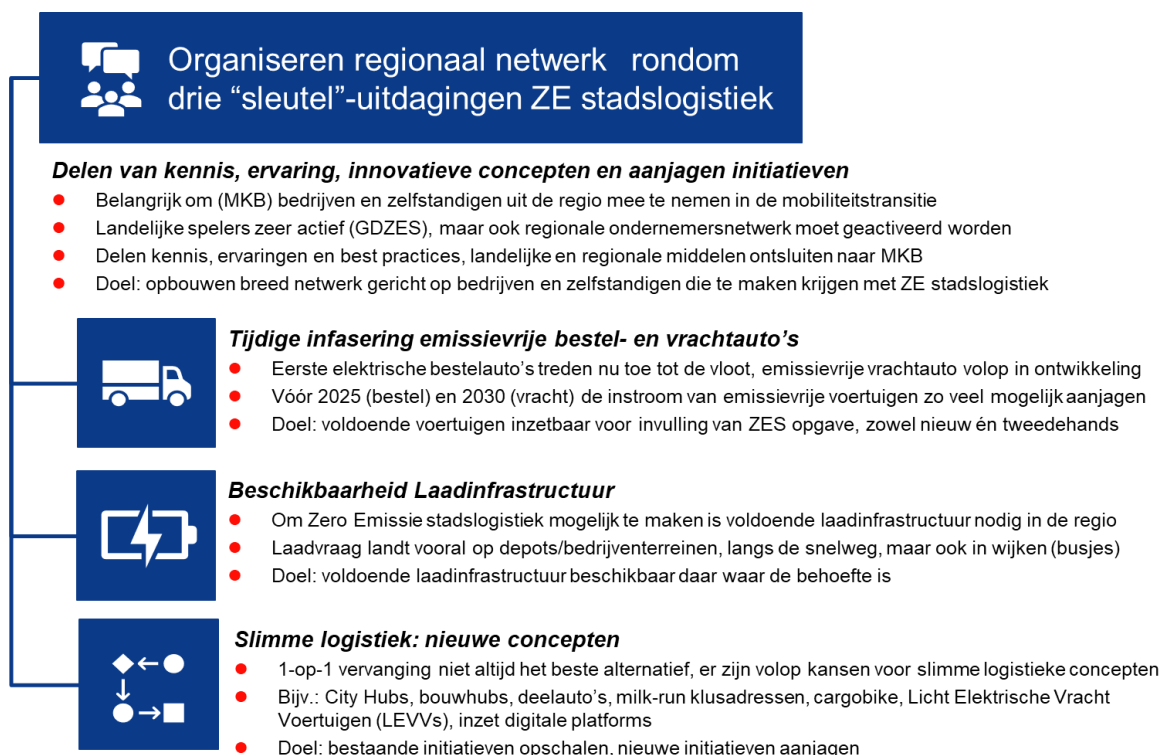 Organiseren regionaal netwerk rondom
drie “sleutel”-uitdagingen ZE stadslogistiek
Delen van kennis, ervaring, innovatieve concepten en aanjagen initiatieven
Belangrijk om (MKB) bedrijven en zelfstandigen uit de regio mee te nemen in de mobiliteitstransitie
Landelijke spelers zeer actief (GDZES), maar ook regionale ondernemersnetwerk moet geactiveerd worden
Delen kennis, ervaringen en best practices, landelijke en regionale middelen ontsluiten naar MKB
Doel: opbouwen breed netwerk gericht op bedrijven en zelfstandigen die te maken krijgen met ZE stadslogistiek
Tijdige infasering emissievrije bestel- en vrachtauto’s
Eerste elektrische bestelauto’s treden nu toe tot de vloot, emissievrije vrachtauto volop in ontwikkeling
Vóór 2025 (bestel) en 2030 (vracht) de instroom van emissievrije voertuigen zo veel mogelijk aanjagen
Doel: voldoende voertuigen inzetbaar voor invulling van ZES opgave, zowel nieuw én tweedehands
Beschikbaarheid Laadinfrastructuur
Om Zero Emissie stadslogistiek mogelijk te maken is voldoende laadinfrastructuur nodig in de regio
Laadvraag landt vooral op depots/bedrijventerreinen, langs de snelweg, maar ook in wijken (busjes)
Doel: voldoende laadinfrastructuur beschikbaar daar waar de behoefte is
Slimme logistiek: nieuwe concepten
1-op-1 vervanging niet altijd het beste alternatief, er zijn volop kansen voor slimme logistieke concepten
Bijv.: City Hubs, bouwhubs, deelauto’s, milk-run klusadressen, cargobike, Licht Elektrische Vracht
Voertuigen (LEVVs), inzet digitale platforms
Doel: bestaande initiatieven opschalen, nieuwe initiatieven aanjagen